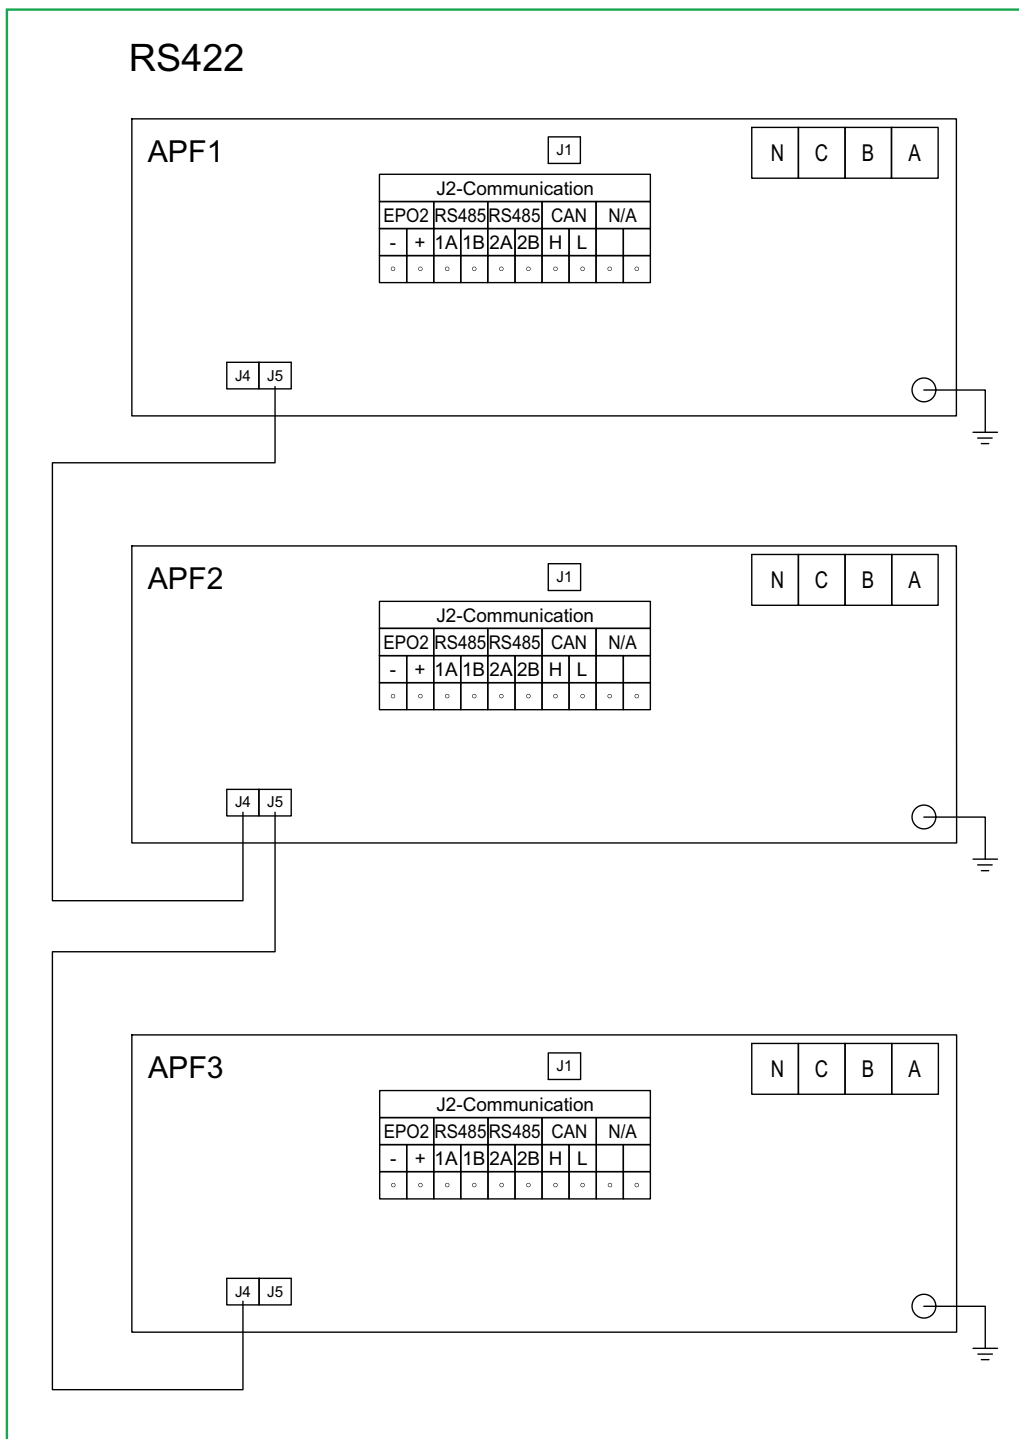 RS422
APF1
J1
N C B A
J2-Communication
EPO2 RS485 RS485 CAN N/A
- + 1A 1B 2A 2B H L
J4 J5
APF2
J1
N C B A
J2-Communication
EPO2 RS485 RS485 CAN N/A
- + 1A 1B 2A 2B H L
J4 J5
APF3
J1
N C B A
J2-Communication
EPO2 RS485 RS485 CAN N/A
- + 1A 1B 2A 2B H L
J4 J5